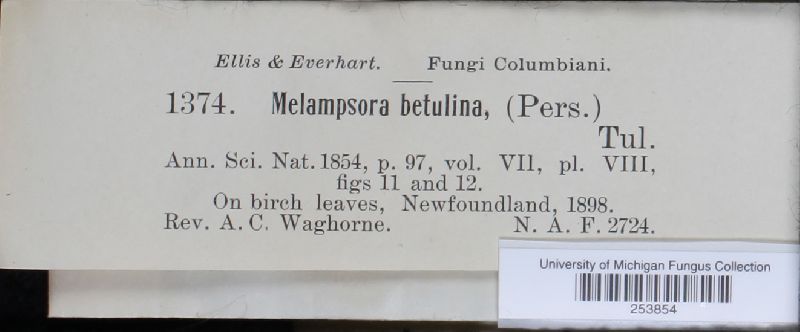 Ellis & Everhart. Fungi Columbiani.
1374. Melampsora betulina, (Pers.)
Tul.
Ann. Sci. Nat. 1854, p. 97, vol. VII, pl. VIII,
figs 11 and 12.
On birch leaves, Newfoundland, 1898.
Rev. A. C. Waghorne. N. A. F. 2724.
University of Michigan Fungus Collection
253854